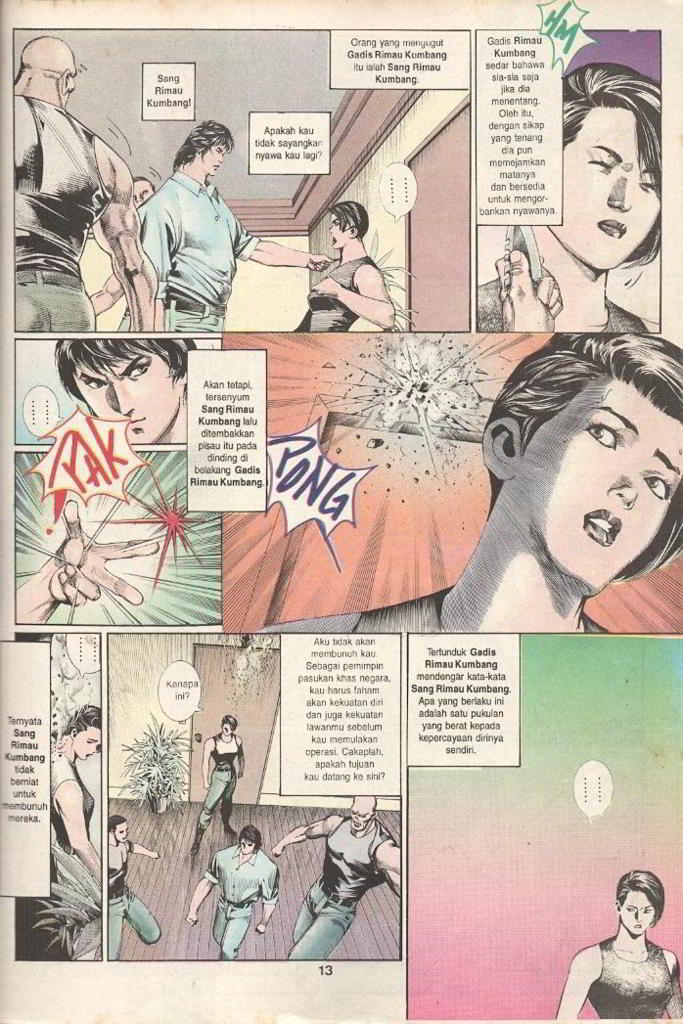 Sang
Rimau
Kumbang!
Orang yang mengugut
Gadis Rimau Kumbang
itu ialah Sang Rimau
Kumbang.
Apakah kau
tidak sayangkan
nyawa kau lagi?
HM
Gadis Rimau
Kumbang
sedar bahawa
sia-sia saja
jika dia
menentang.
Oleh itu,
dengan sikap
yang tenang
dia pun
memejamkan
matanya
dan bersedia
untuk mengor-
bankan nyawanya.
Akan tetapi,
tersenyum
Sang Rimau
Kumbang lalu
ditembakkan
pisau itu pada
dinding di
belakang Gadis
Rimau Kumbang.
PAK
PONG
Ternyata
Sang
Rimau
Kumbang
tidak
berniat
untuk
membunuh
mereka.
Kenapa
ini?
Aku tidak akan
membunuh kau.
Sebagai pemimpin
pasukan khas negara,
kau harus faham
akan kekuatan diri
dan juga kekuatan
lawanmu sebelum
kau memulakan
operasi. Cakaplah,
apakah tujuan
kau datang ke sini?
Tertunduk Gadis
Rimau Kumbang
mendengar kata-kata
Sang Rimau Kumbang.
Apa yang berlaku ini
adalah satu pukulan
yang berat kepada
kepercayaan dirinya
sendiri.
13